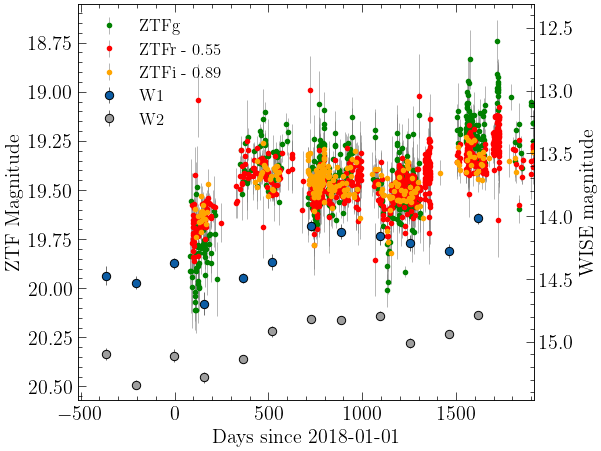 ZTFg
ZTFr - 0.55
ZTFi - 0.89
W1
W2
18.75
19.00
19.25
19.50
19.75
20.00
20.25
20.50
ZTF Magnitude
12.5
13.0
13.5
14.0
14.5
15.0
WISE magnitude
−500
0
500
1000
1500
Days since 2018-01-01